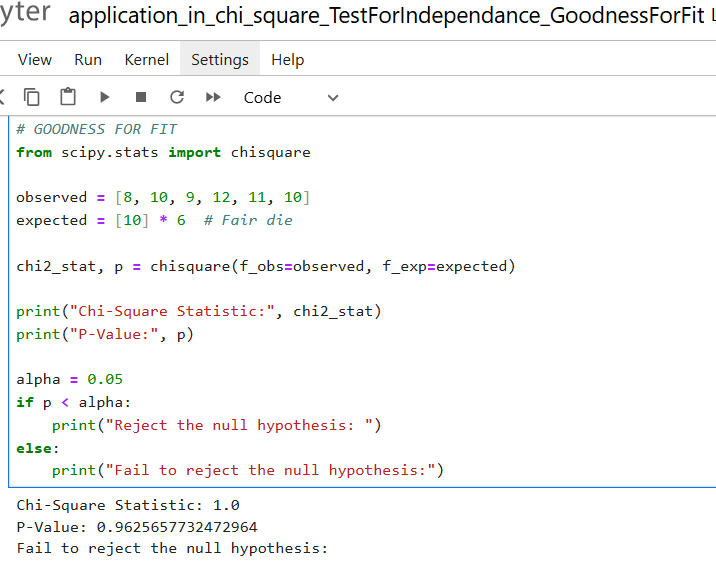 yter application_in_chi_square_TestForIndependance_GoodnessForFit
View Run Kernel Settings Help
Code
# GOODNESS FOR FIT
from scipy.stats import chisquare
observed = [8, 10, 9, 12, 11, 10]
expected = [10] * 6  # Fair die
chi2_stat, p = chisquare(f_obs=observed, f_exp=expected)
print("Chi-Square Statistic:", chi2_stat)
print("P-Value:", p)
alpha = 0.05
if p < alpha:
    print("Reject the null hypothesis: ")
else:
    print("Fail to reject the null hypothesis:")
Chi-Square Statistic: 1.0
P-Value: 0.9625657732472964
Fail to reject the null hypothesis: